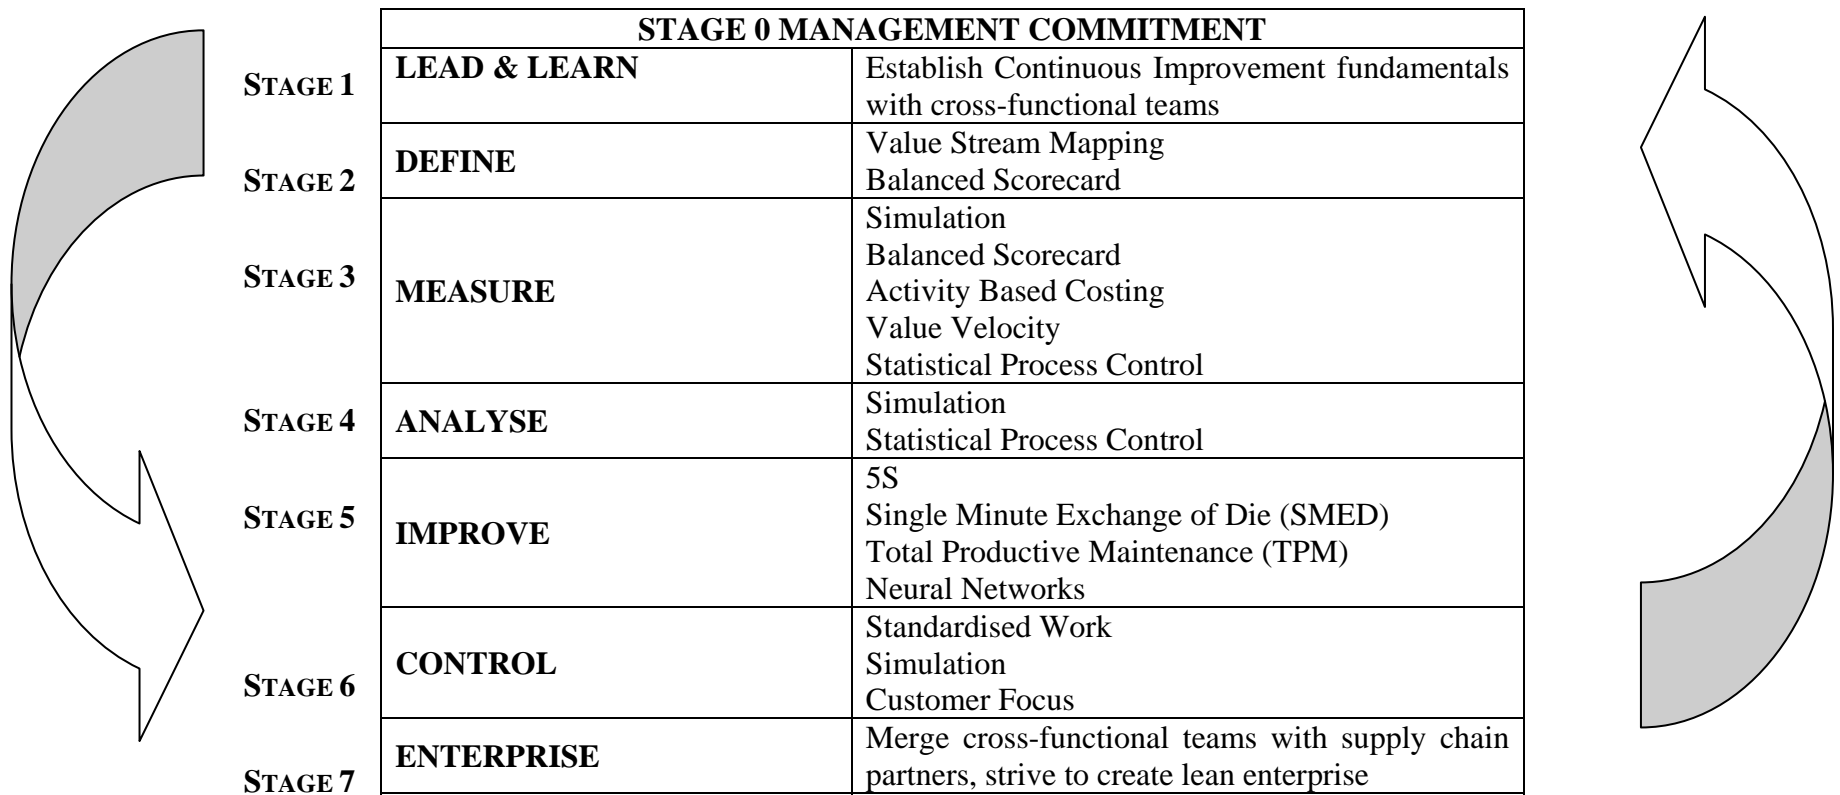 STAGE 0 MANAGEMENT COMMITMENT
STAGE 1
LEAD & LEARN
Establish Continuous Improvement fundamentals
with cross-functional teams
STAGE 2
DEFINE
Value Stream Mapping
Balanced Scorecard
STAGE 3
MEASURE
Simulation
Balanced Scorecard
Activity Based Costing
Value Velocity
Statistical Process Control
STAGE 4
ANALYSE
Simulation
Statistical Process Control
STAGE 5
IMPROVE
5S
Single Minute Exchange of Die (SMED)
Total Productive Maintenance (TPM)
Neural Networks
STAGE 6
CONTROL
Standardised Work
Simulation
Customer Focus
STAGE 7
ENTERPRISE
Merge cross-functional teams with supply chain
partners, strive to create lean enterprise